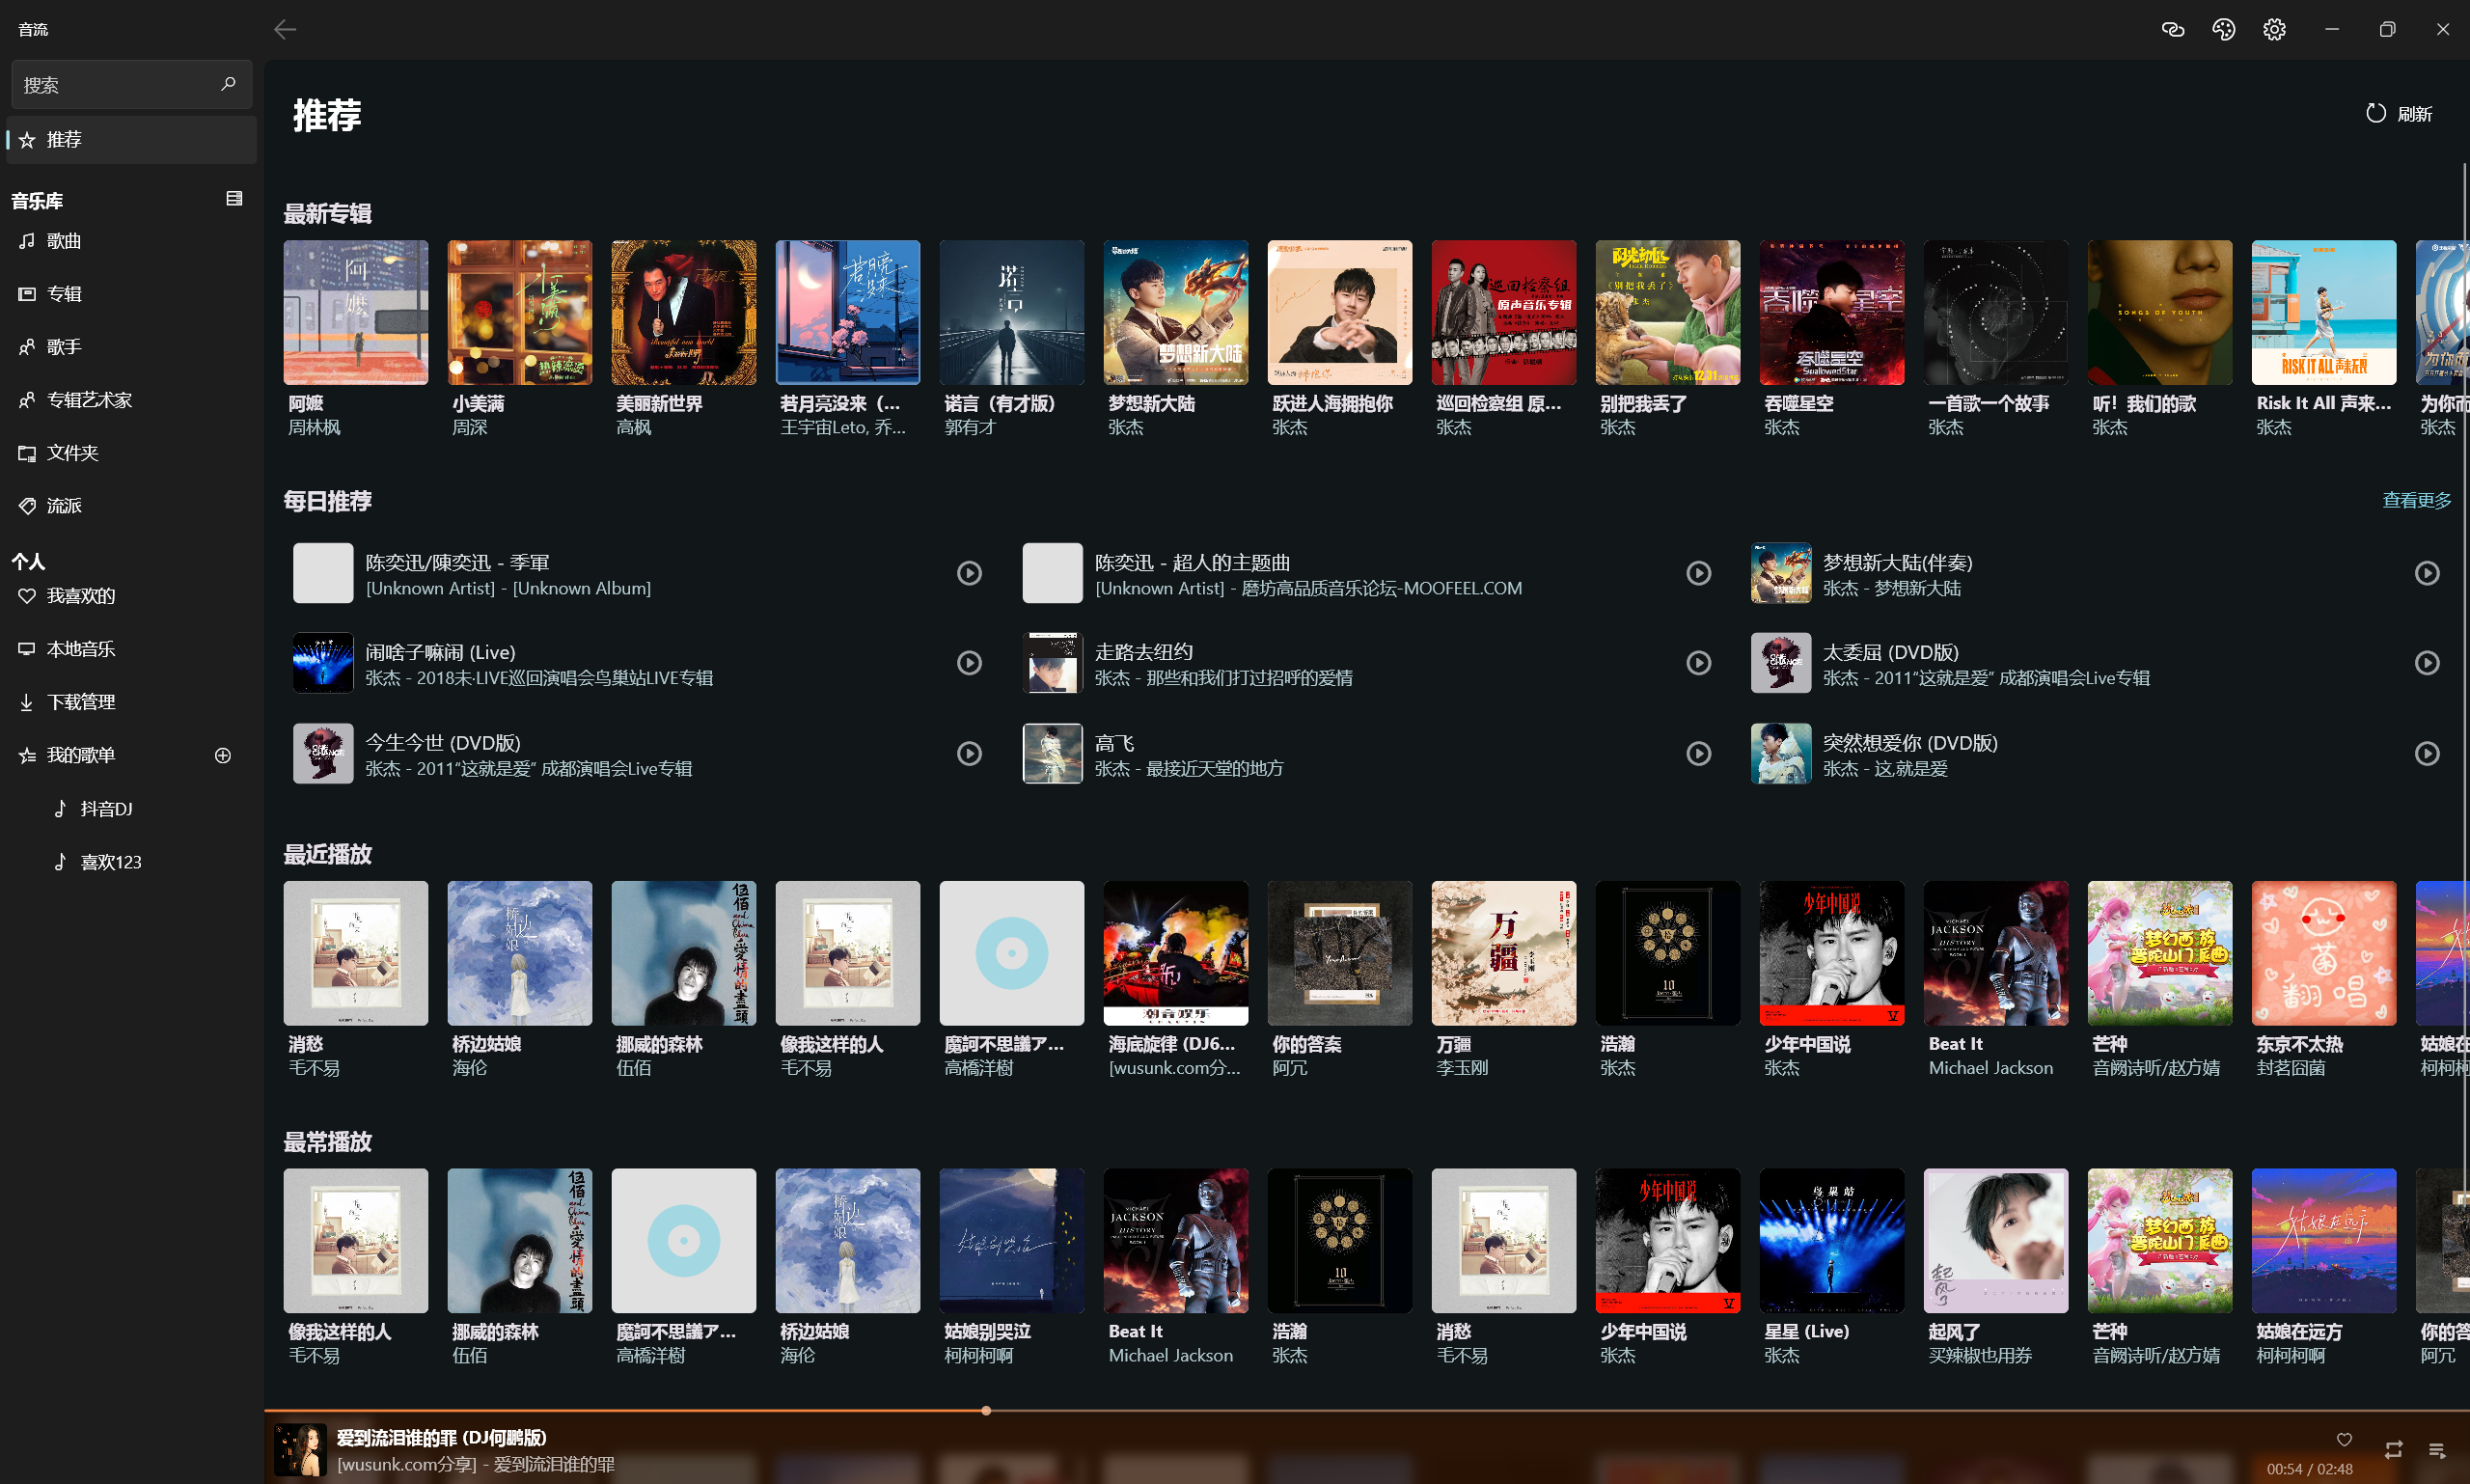 音流
搜索
推荐
音乐库
歌曲
专辑
歌手
专辑艺术家
文件夹
流派
个人
我喜欢的
本地音乐
下载管理
我的歌单
抖音DJ
喜欢123
推荐
刷新
最新专辑
阿嬷
周林枫
小美满
周深
美丽新世界
高枫
若月亮没来（...
王宇宙Leto, 乔...
诺言（有才版）
郭有才
梦想新大陆
张杰
跃进人海拥抱你
张杰
巡回检察组 原...
张杰
别把我丢了
张杰
吞噬星空
张杰
一首歌一个故事
张杰
听！我们的歌
张杰
Risk It All 声来...
张杰
为你而
张杰
每日推荐
查看更多
陈奕迅/陳奕迅 - 季軍
[Unknown Artist] - [Unknown Album]
陈奕迅 - 超人的主题曲
[Unknown Artist] - 磨坊高品质音乐论坛-MOOFEEL.COM
梦想新大陆(伴奏)
张杰 - 梦想新大陆
闹啥子嘛闹 (Live)
张杰 - 2018未·LIVE巡回演唱会鸟巢站LIVE专辑
走路去纽约
张杰 - 那些和我们打过招呼的爱情
太委屈 (DVD版)
张杰 - 2011“这就是爱” 成都演唱会Live专辑
今生今世 (DVD版)
张杰 - 2011“这就是爱” 成都演唱会Live专辑
高飞
张杰 - 最接近天堂的地方
突然想爱你 (DVD版)
张杰 - 这,就是爱
最近播放
消愁
毛不易
桥边姑娘
海伦
挪威的森林
伍佰
像我这样的人
毛不易
魔訶不思議ア...
高橋洋樹
海底旋律 (DJ6...
[wusunk.com分...
你的答案
阿冗
万疆
李玉刚
浩瀚
张杰
少年中国说
张杰
Beat It
Michael Jackson
芒种
音阙诗听/赵方婧
东京不太热
封茗囧菌
姑娘在
柯柯柯
最常播放
像我这样的人
毛不易
挪威的森林
伍佰
魔訶不思議ア...
高橋洋樹
桥边姑娘
海伦
姑娘别哭泣
柯柯柯啊
Beat It
Michael Jackson
浩瀚
张杰
消愁
毛不易
少年中国说
张杰
星星 (Live)
张杰
起风了
买辣椒也用券
芒种
音阙诗听/赵方婧
姑娘在远方
柯柯柯啊
你的答
阿冗
爱到流泪谁的罪 (DJ何鹏版)
[wusunk.com分享] - 爱到流泪谁的罪
00:54 / 02:48